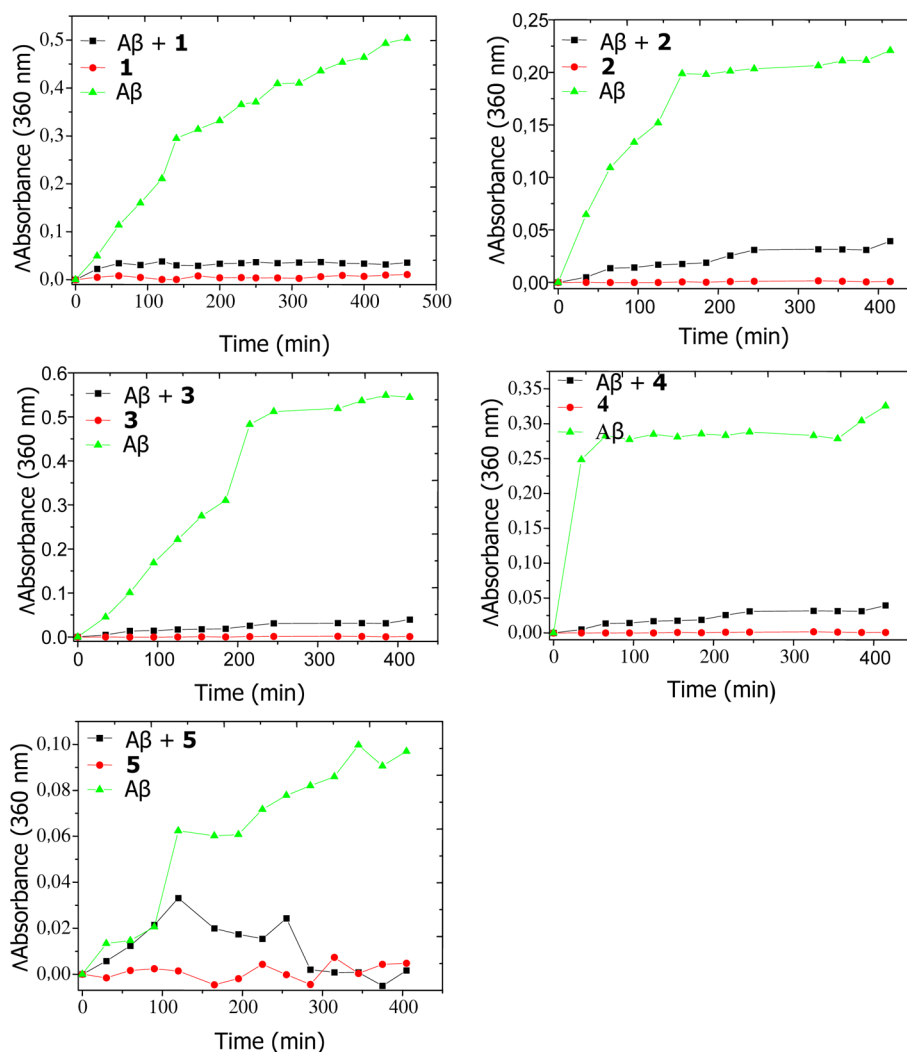 Aβ + 1
1
Aβ
ΛAbsorbance (360 nm)
0,5
0,4
0,3
0,2
0,1
0,0
0 100 200 300 400 500
Time (min)
Aβ + 2
2
Aβ
ΛAbsorbance (360 nm)
0,25
0,20
0,15
0,10
0,05
0,00
0 100 200 300 400
Time (min)
Aβ + 3
3
Aβ
ΛAbsorbance (360 nm)
0,6
0,5
0,4
0,3
0,2
0,1
0,0
0 100 200 300 400
Time (min)
Aβ + 4
4
Aβ
ΛAbsorbance (360 nm)
0,35
0,30
0,25
0,20
0,15
0,10
0,05
0,00
0 100 200 300 400
Time (min)
Aβ + 5
5
Aβ
ΛAbsorbance (360 nm)
0,10
0,08
0,06
0,04
0,02
0,00
0 100 200 300 400
Time (min)